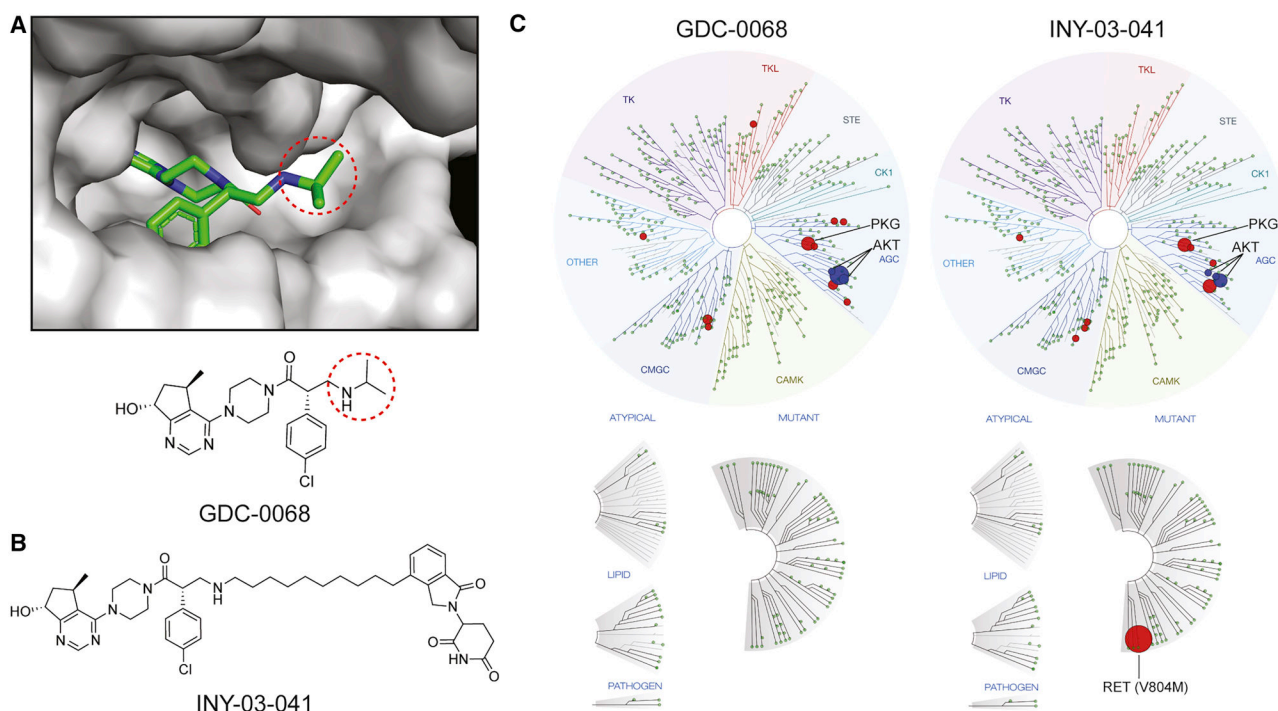 A
O
N
N
H
HO
N
N
N
Cl
GDC-0068
B
O
N
N
H
HO
N
N
N
Cl
O
N
O
NH
O
INY-03-041
C
GDC-0068
TKL
TK
STE
CK1
PKG
AKT
AGC
OTHER
CMGC
CAMK
ATYPICAL
MUTANT
LIPID
PATHOGEN
INY-03-041
TKL
TK
STE
CK1
PKG
AKT
AGC
OTHER
CMGC
CAMK
ATYPICAL
MUTANT
LIPID
PATHOGEN
RET (V804M)